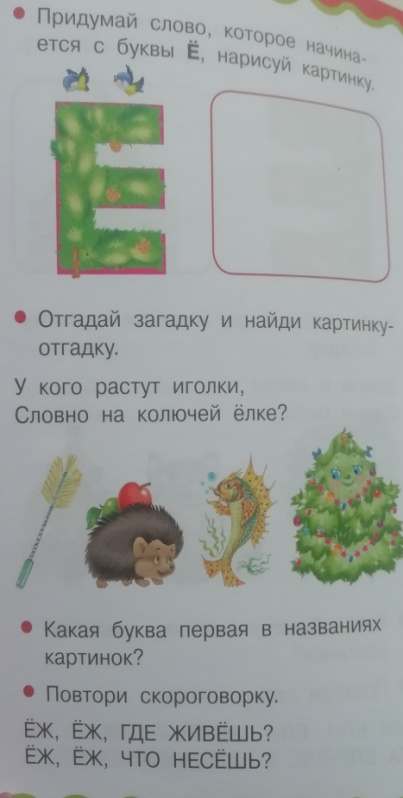 Придумай слово, которое начина-
ется с буквы Ё, нарисуй картинку.
Ё
Отгадай загадку и найди картинку-
отгадку.
У кого растут иголки,
Словно на колючей ёлке?
Какая буква первая в названиях
картинок?
Повтори скороговорку.
ЁЖ, ЁЖ, ГДЕ ЖИВЁШЬ?
ЁЖ, ЁЖ, ЧТО НЕСЁШЬ?